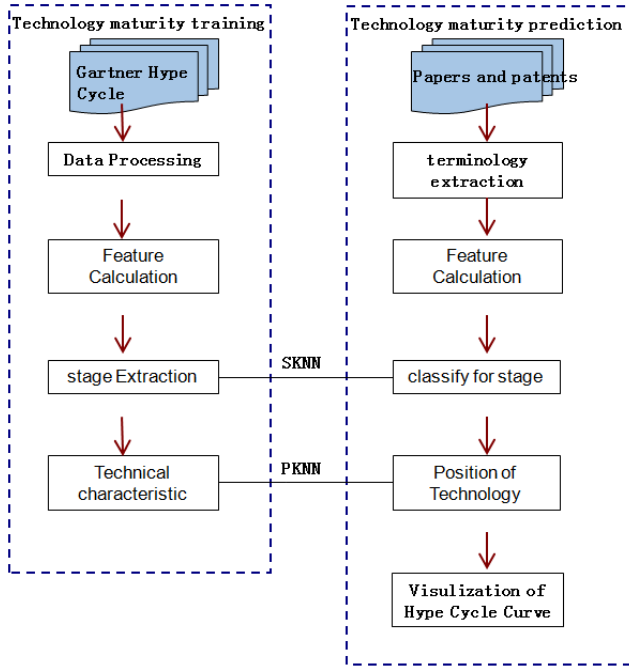 Technology maturity training
Gartner Hype
Cycle
Data Processing
Feature
Calculation
stage Extraction
Technical
characteristic
SKNN
PKNN
Technology maturity prediction
Papers and patents
terminology
extraction
Feature
Calculation
classify for stage
Position of
Technology
Visulization of
Hype Cycle Curve